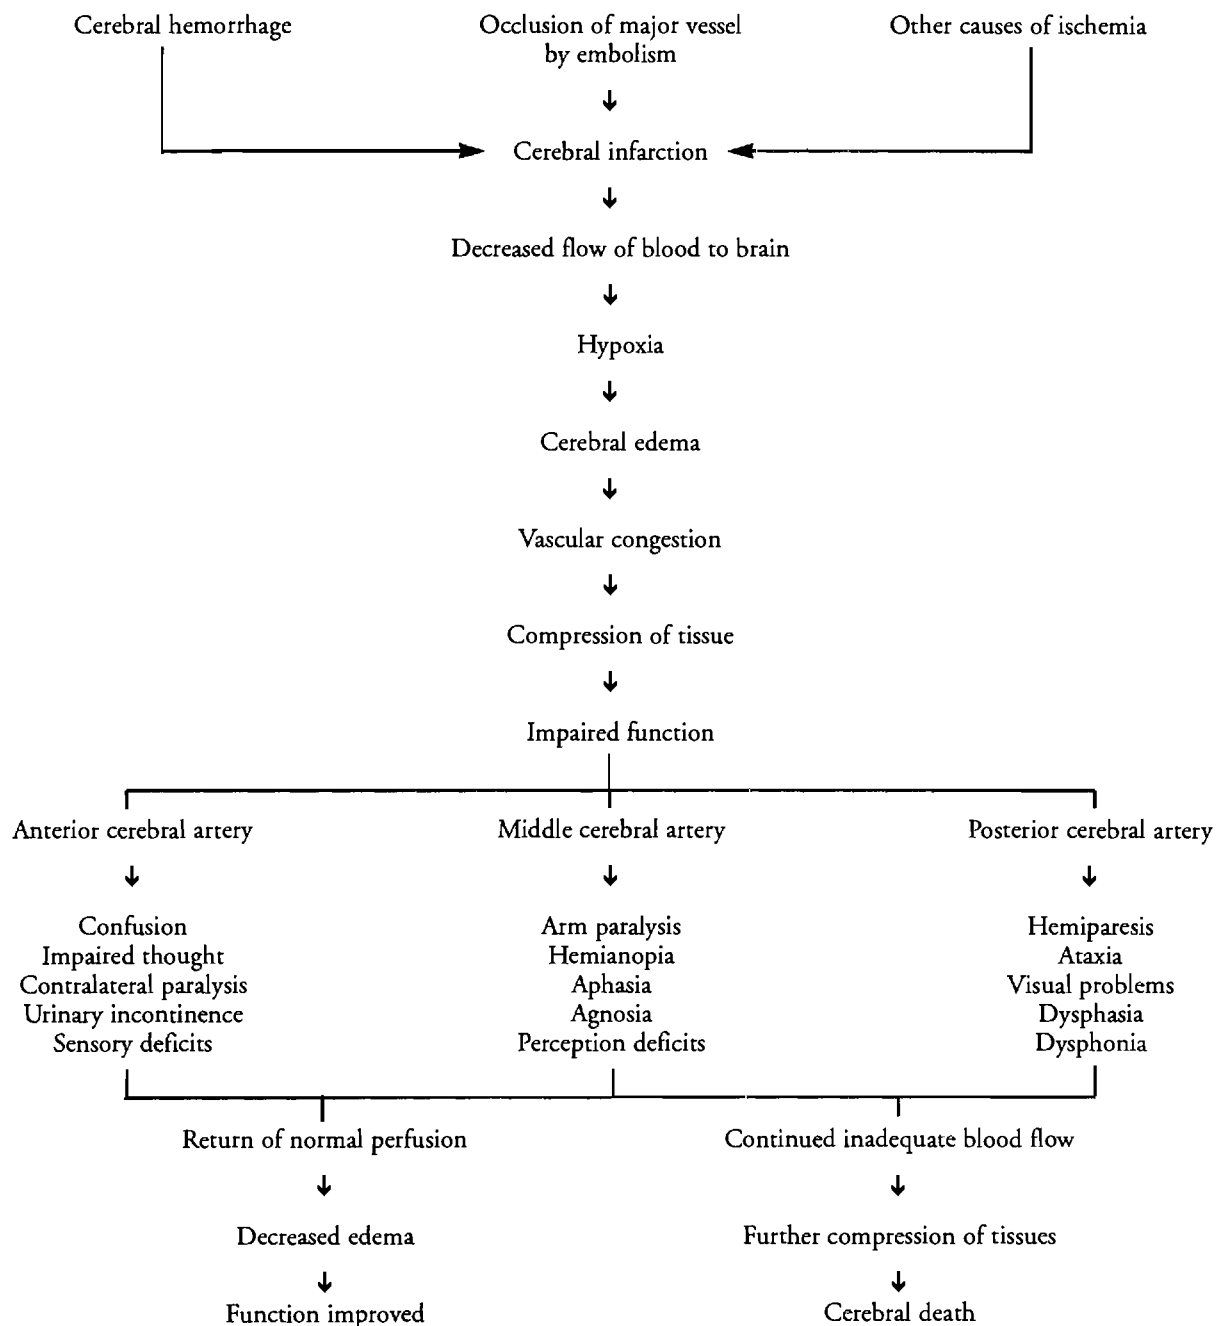 Cerebral hemorrhage
Occlusion of major vessel
by embolism
Other causes of ischemia
Cerebral infarction
Decreased flow of blood to brain
Hypoxia
Cerebral edema
Vascular congestion
Compression of tissue
Impaired function
Anterior cerebral artery
Middle cerebral artery
Posterior cerebral artery
Confusion
Impaired thought
Contralateral paralysis
Urinary incontinence
Sensory deficits
Arm paralysis
Hemianopia
Aphasia
Agnosia
Perception deficits
Hemiparesis
Ataxia
Visual problems
Dysphasia
Dysphonia
Return of normal perfusion
Continued inadequate blood flow
Decreased edema
Further compression of tissues
Function improved
Cerebral death